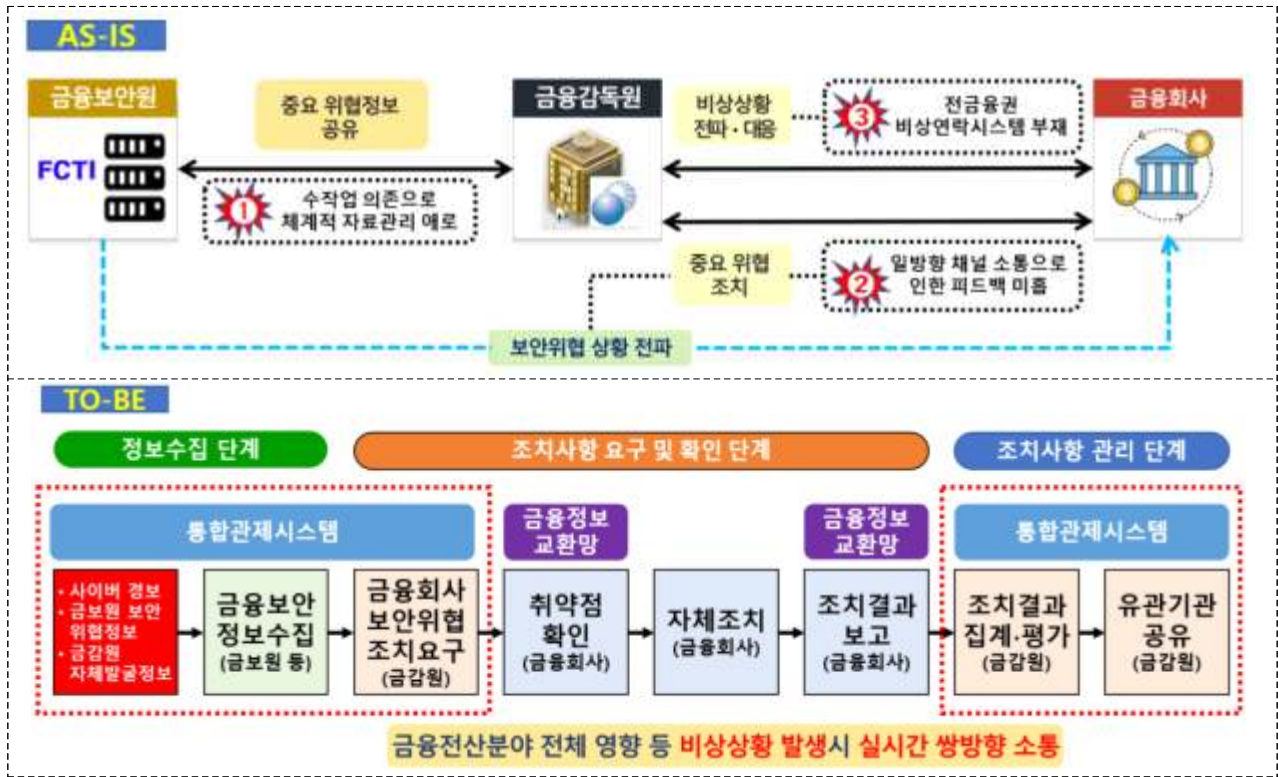 AS-IS
금융보안원
FCTI
중요 위협정보
공유
①
수작업 의존으로
체계적 자료관리 애로
금융감독원
비상상황
전파·대응
③
전금융권
비상연락시스템 부재
금융회사
중요 위협
조치
②
일방향 채널 소통으로
인한 피드백 미흡
보안위협 상황 전파
TO-BE
정보수집 단계
조치사항 요구 및 확인 단계
조치사항 관리 단계
통합관제시스템
금융정보
교환망
금융정보
교환망
통합관제시스템
• 사이버 경보
• 금보원 보안
위협정보
• 금감원
자체발굴정보
금융보안
정보수집
(금보원 등)
금융회사
보안위협
조치요구
(금감원)
취약점
확인
(금융회사)
자체조치
(금융회사)
조치결과
보고
(금융회사)
조치결과
집계·평가
(금감원)
유관기관
공유
(금감원)
금융전산분야 전체 영향 등 비상상황 발생시 실시간 쌍방향 소통